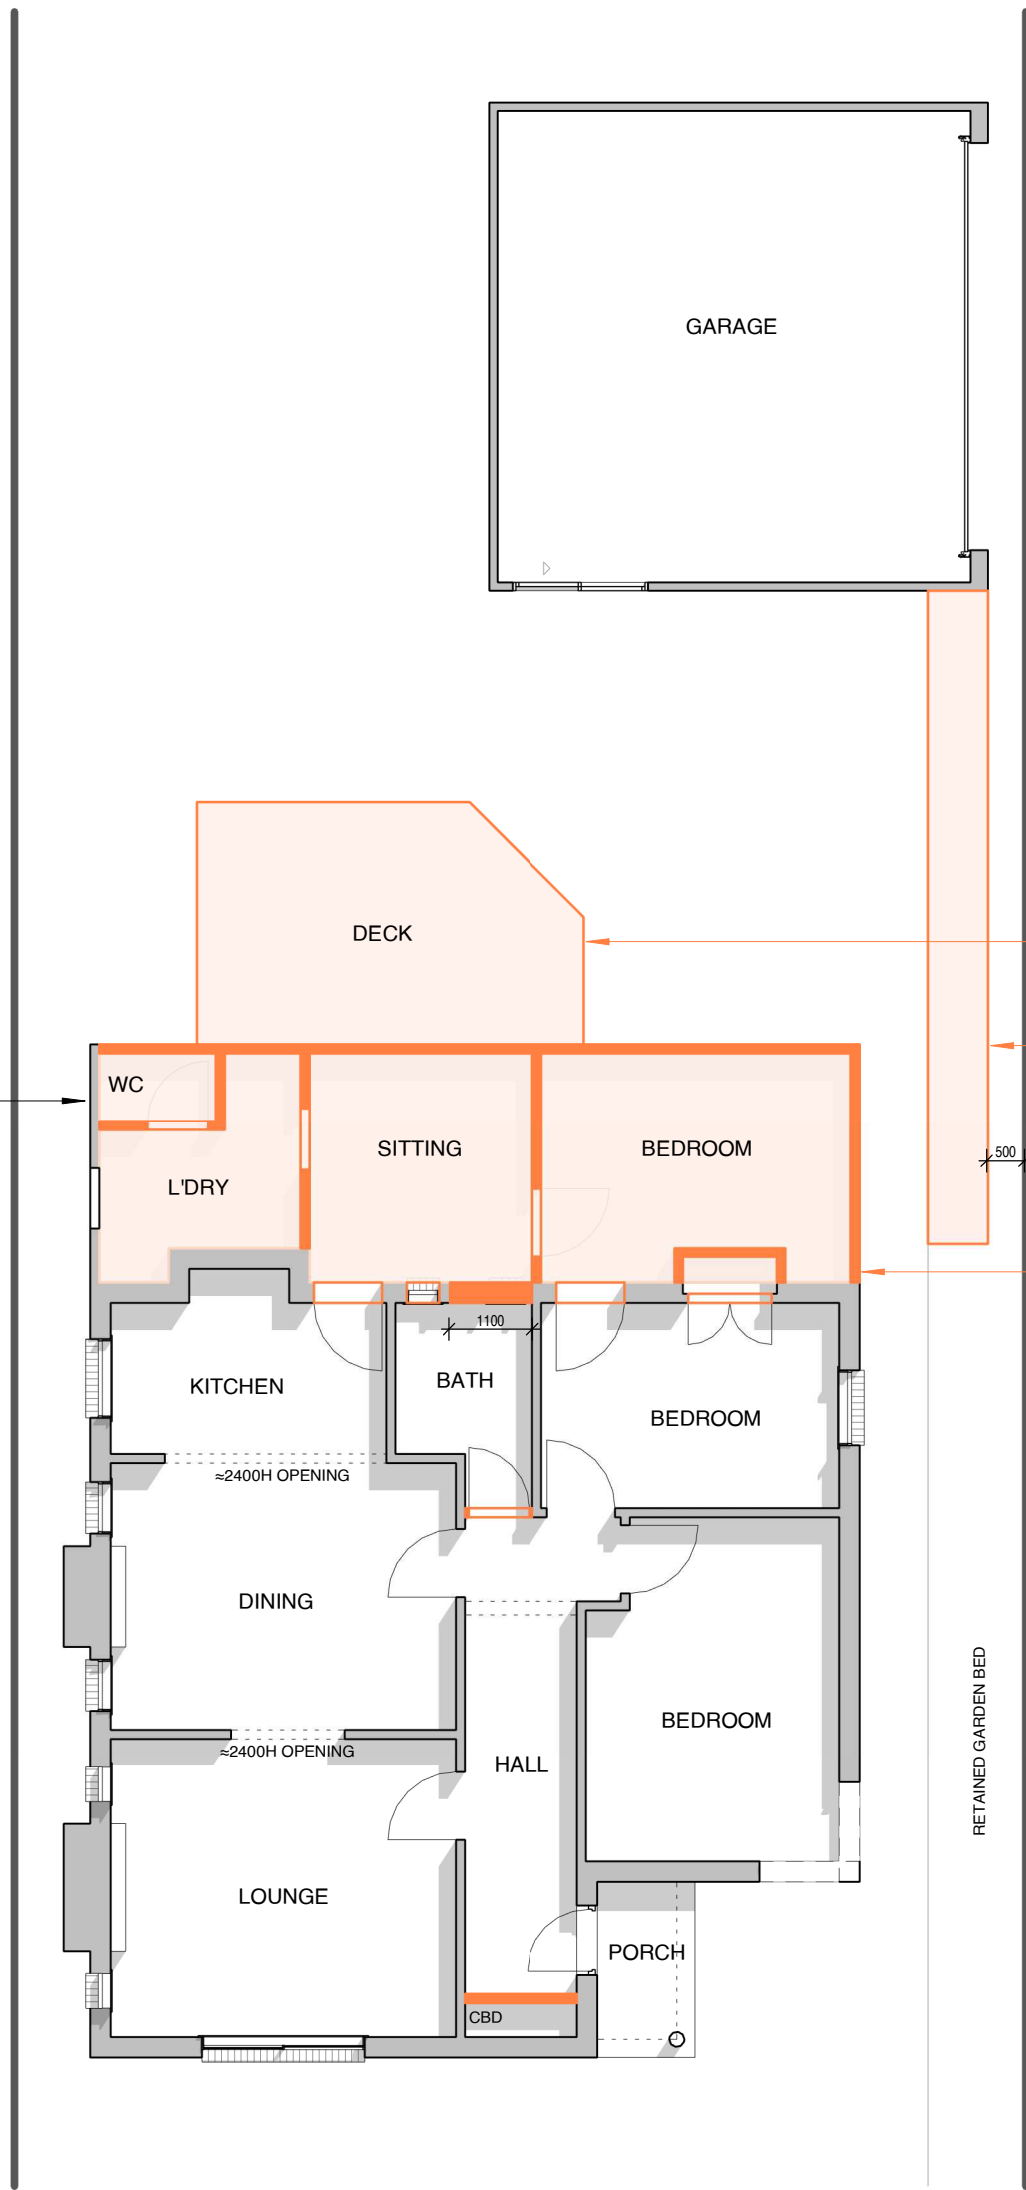 GARAGE
DECK
WC
SITTING
BEDROOM
500
L'DRY
1100
KITCHEN
BATH
BEDROOM
≈2400H OPENING
DINING
BEDROOM
RETAINED GARDEN BED
≈2400H OPENING
HALL
LOUNGE
PORCH
CBD